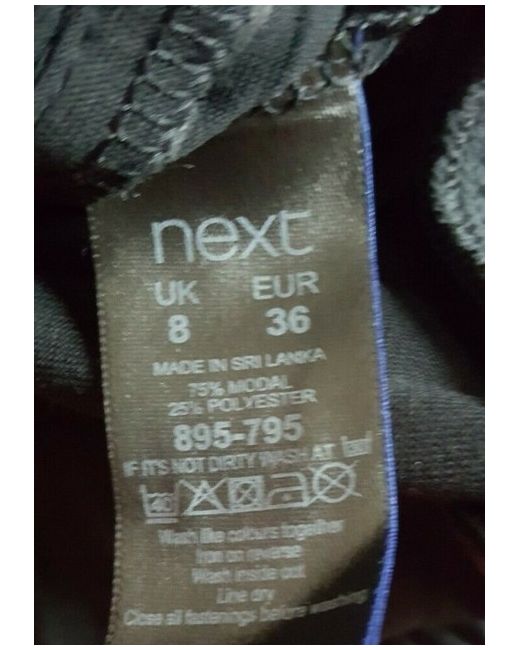 next
UK EUR
8 36
MADE IN SRI LANKA
75% MODAL
25% POLYESTER
895-795
IF IT'S NOT DIRTY WASH AT
40
Wash like colours together
Iron on reverse
Wash inside out
Line dry
Close all fastenings before washing